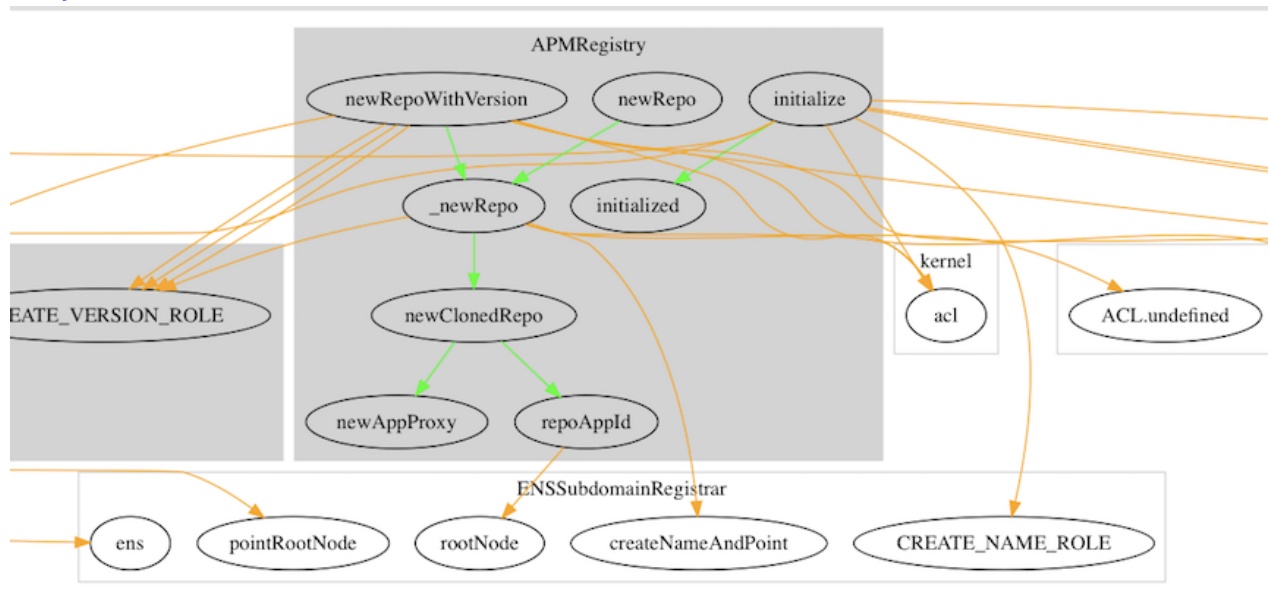 APMRegistry
newRepoWithVersion
newRepo
initialize
_newRepo
initialized
kernel
EATE_VERSION_ROLE
newClonedRepo
acl
ACL.undefined
newAppProxy
repoAppId
ENSSubdomainRegistrar
ens
pointRootNode
rootNode
createNameAndPoint
CREATE_NAME_ROLE